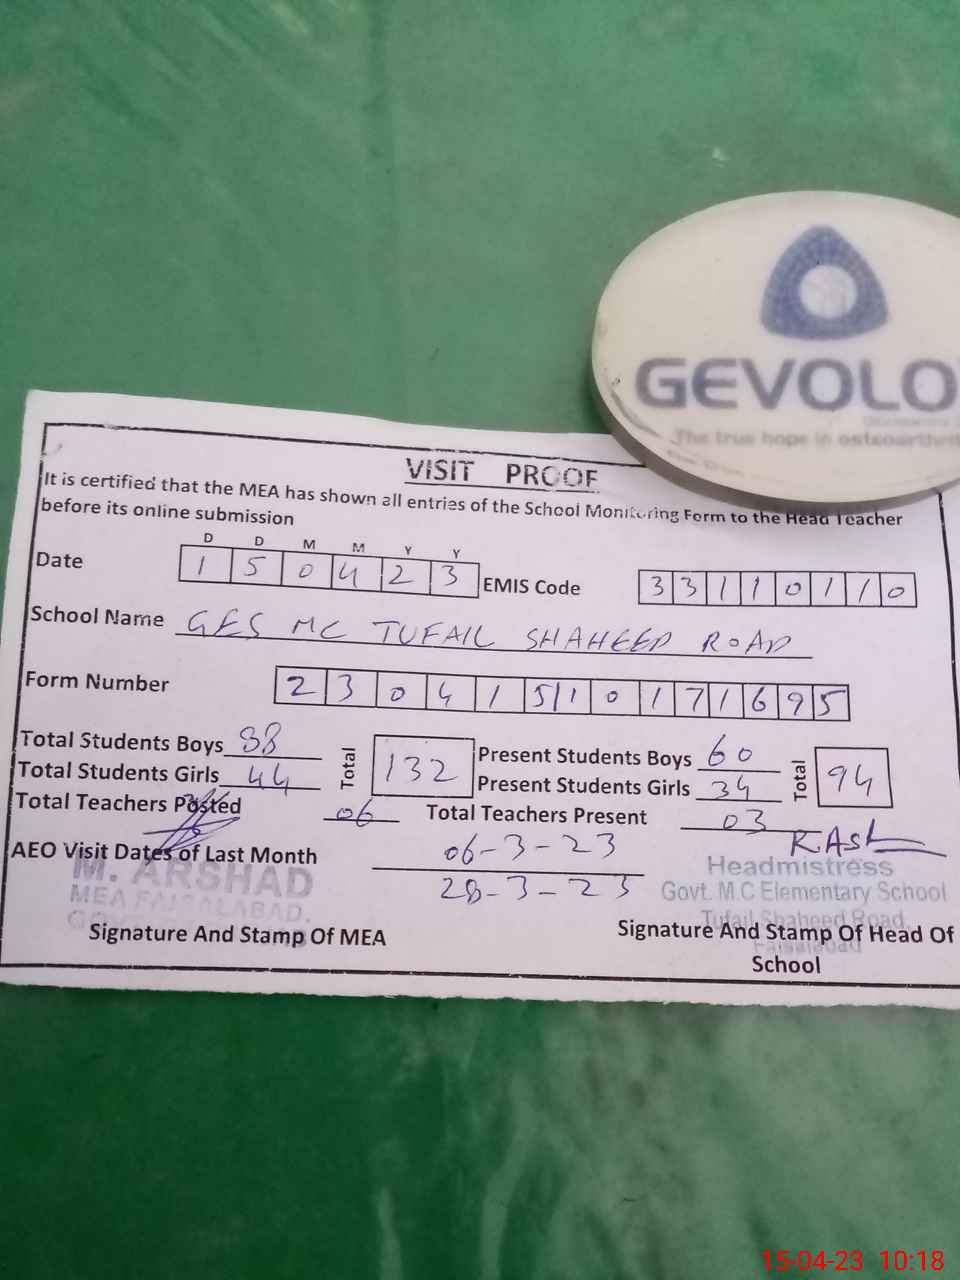 GEVOLO
The true hope in osteoarthrit
VISIT PROOF
It is certified that the MEA has shown all entries of the School Monitoring Form to the Head Teacher
before its online submission
D D M M Y Y
Date 1 5 0 4 2 3 EMIS Code 3 3 1 1 0 1 1 0
School Name GES MC TUFAIL SHAHEED ROAD
Form Number 2 3 0 4 1 5 1 0 1 7 1 6 9 5
Total Students Boys 88 Total 132 Present Students Boys 60 Total 94
Total Students Girls 44 Present Students Girls 34
Total Teachers Posted 06 Total Teachers Present 03
AEO Visit Dates of Last Month 06-3-23
28-3-23
M. ARSHAD
MEA FAISALABAD.
Headmistress
Govt. M.C Elementary School
Tufail Shaheed Road,
Faisalabad
Signature And Stamp Of MEA
Signature And Stamp Of Head Of
School
15-04-23 10:18